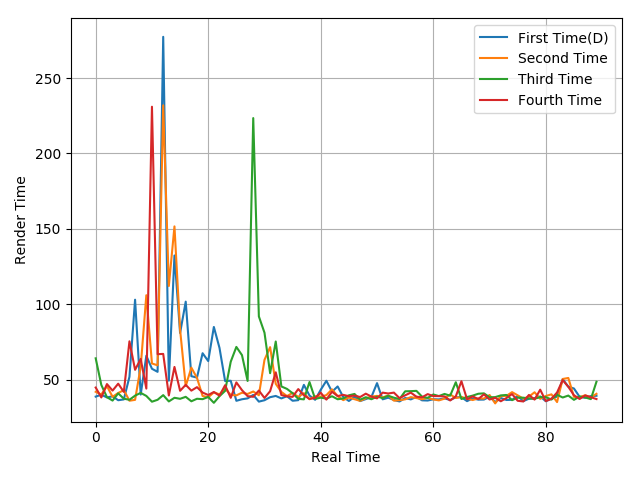 First Time(D)
Second Time
Third Time
Fourth Time
250
200
150
100
50
Render Time
0
20
40
60
80
Real Time